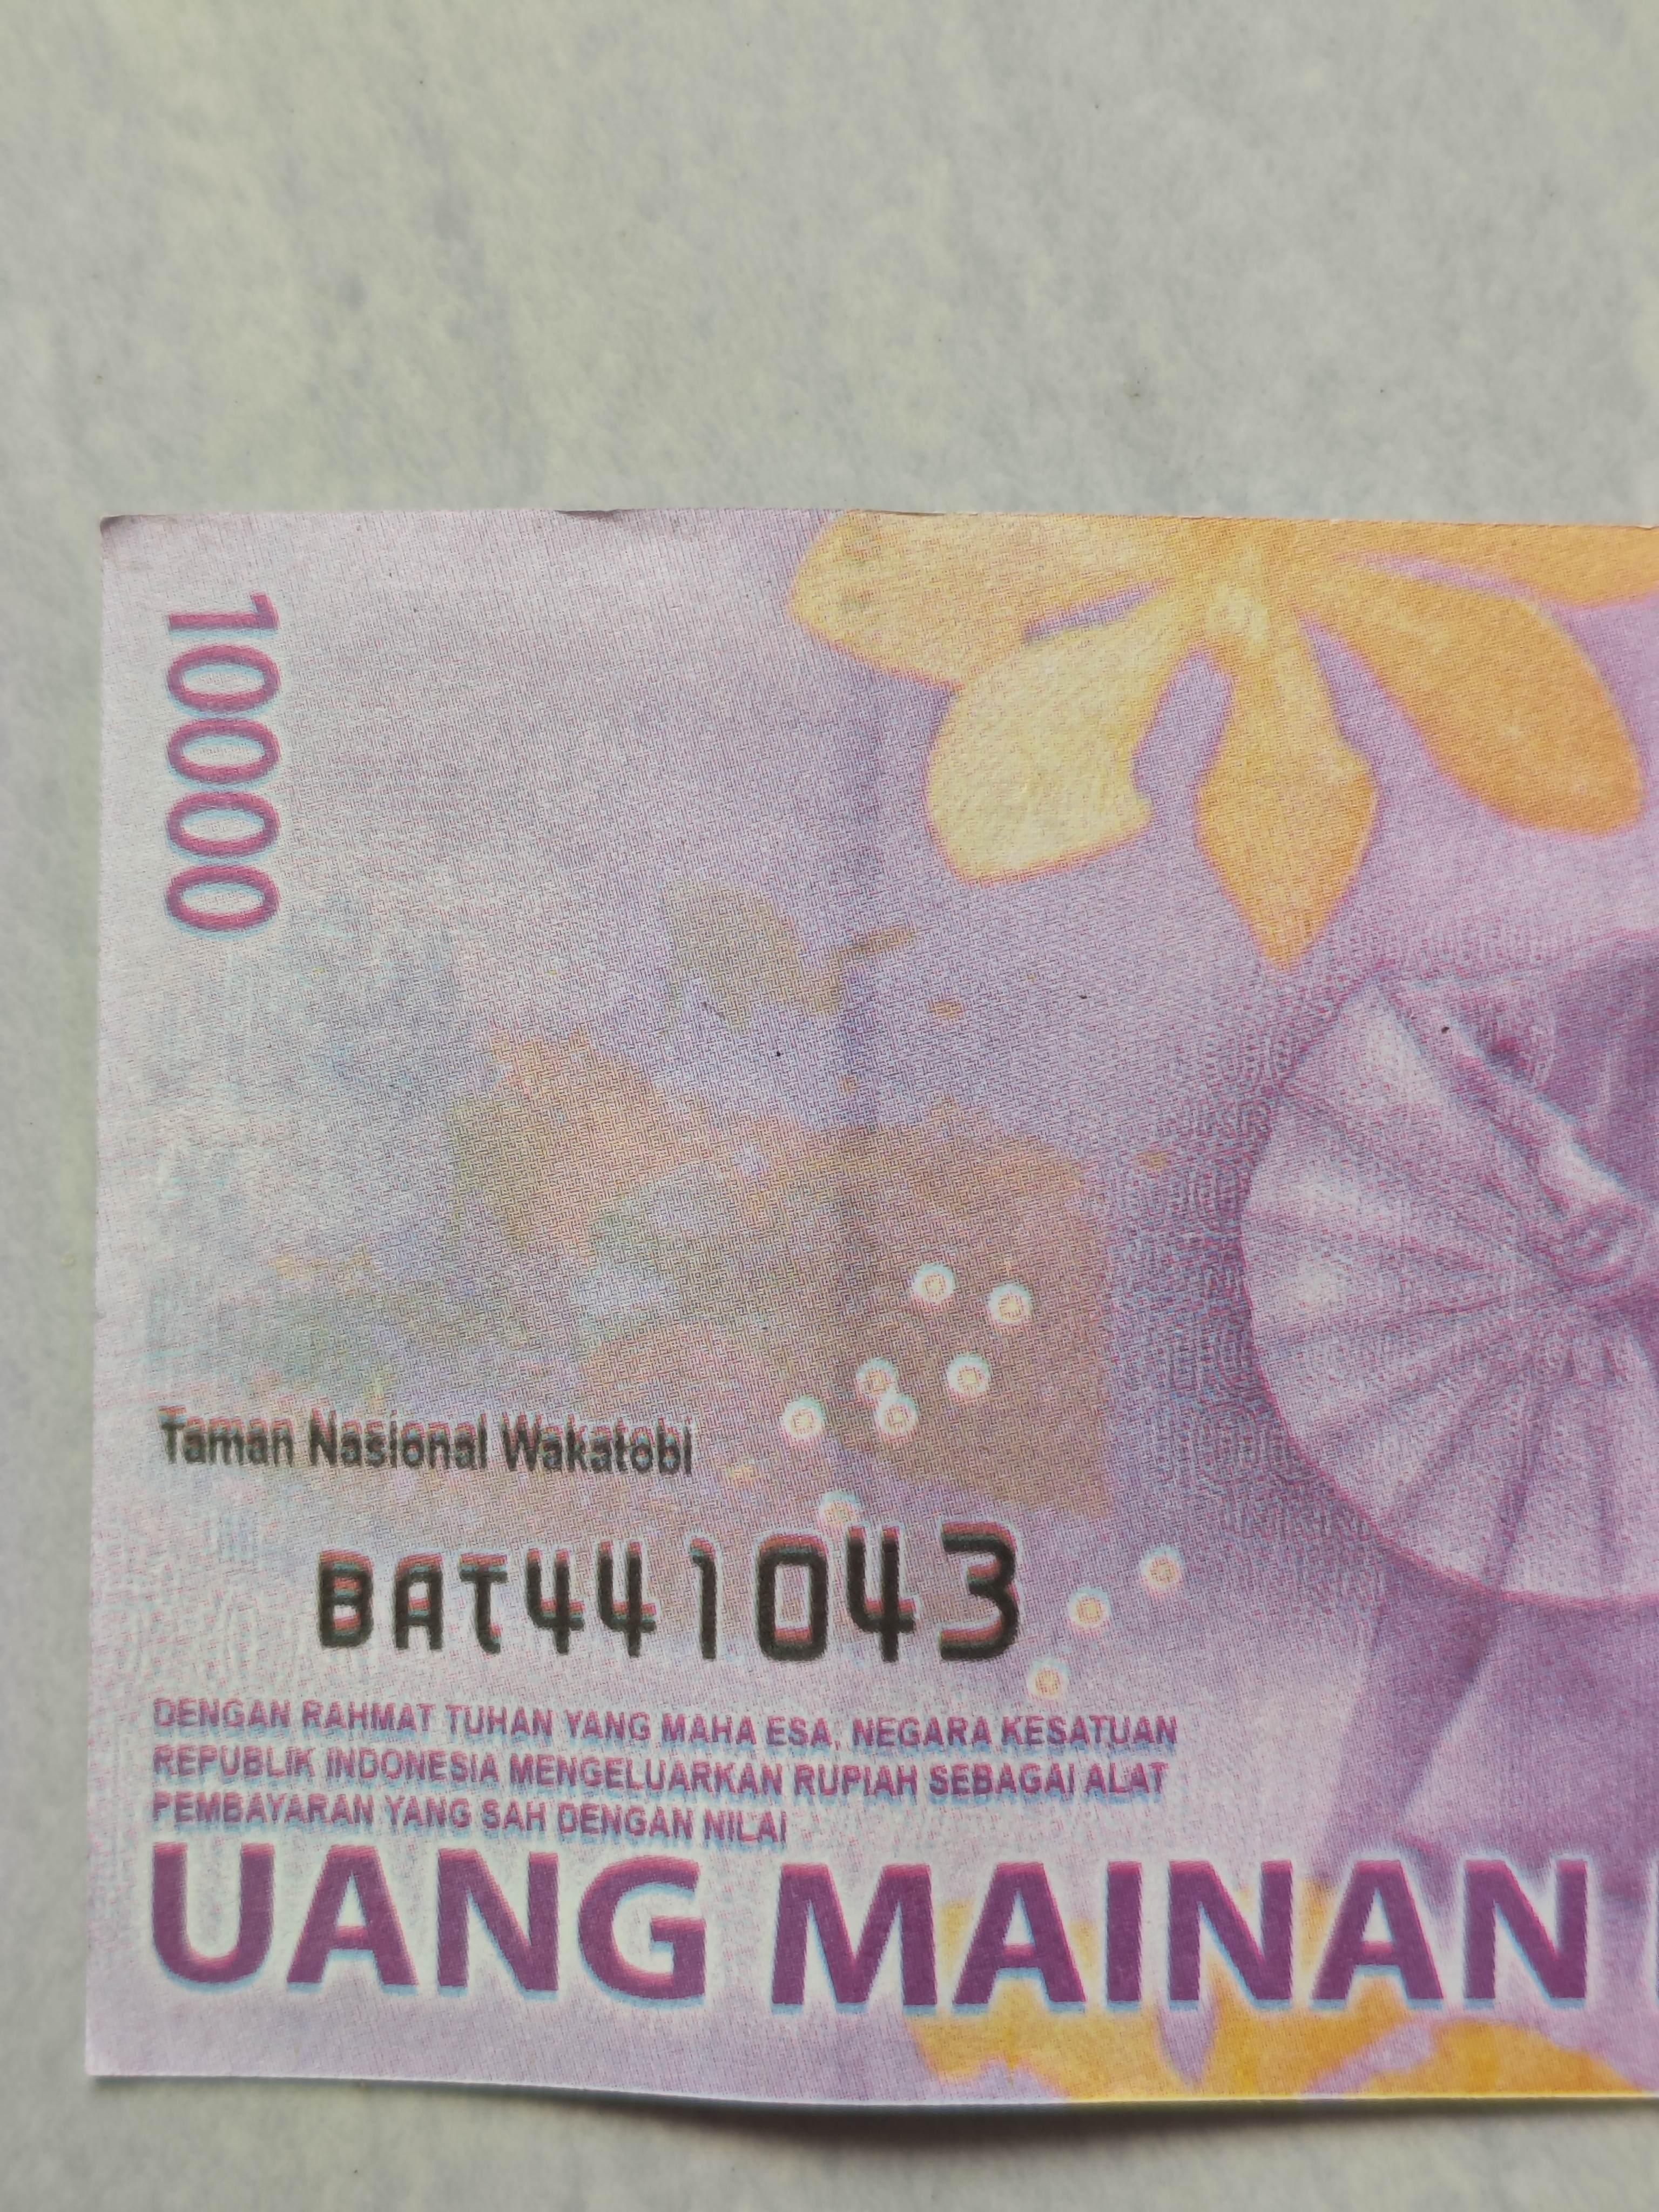 10000
Taman Nasional Wakatobi
BAT441043
DENGAN RAHMAT TUHAN YANG MAHA ESA, NEGARA KESATUAN
REPUBLIK INDONESIA MENGELUARKAN RUPIAH SEBAGAI ALAT
PEMBAYARAN YANG SAH DENGAN NILAI
UANG MAINAN